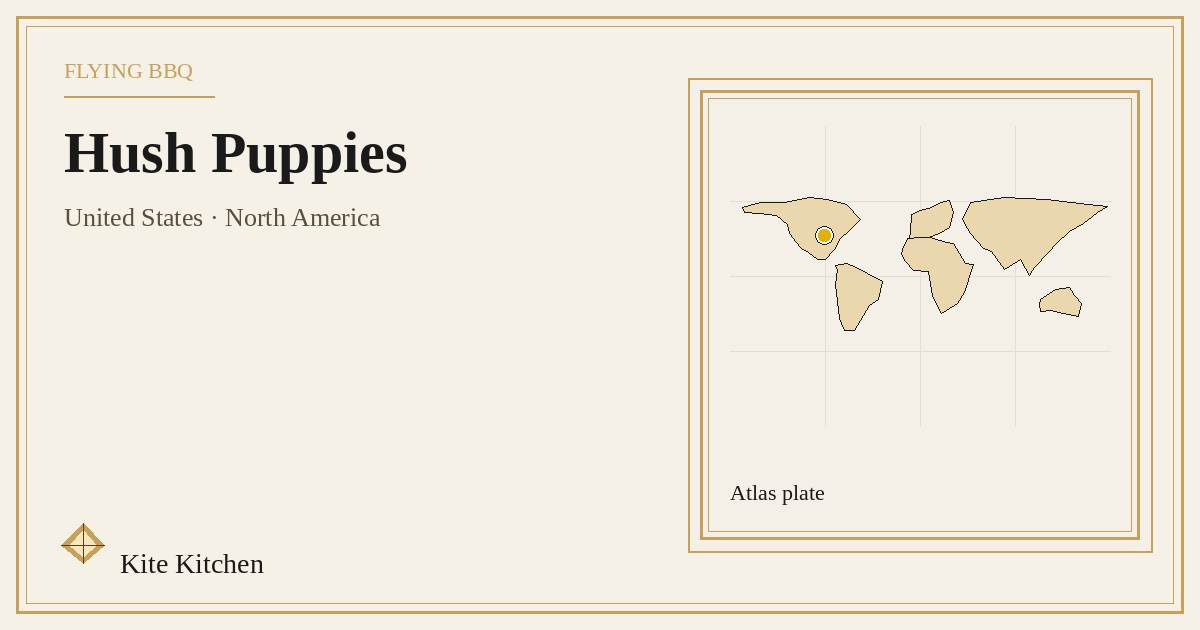 FLYING BBQ
Hush Puppies
United States · North America
Atlas plate
Kite Kitchen